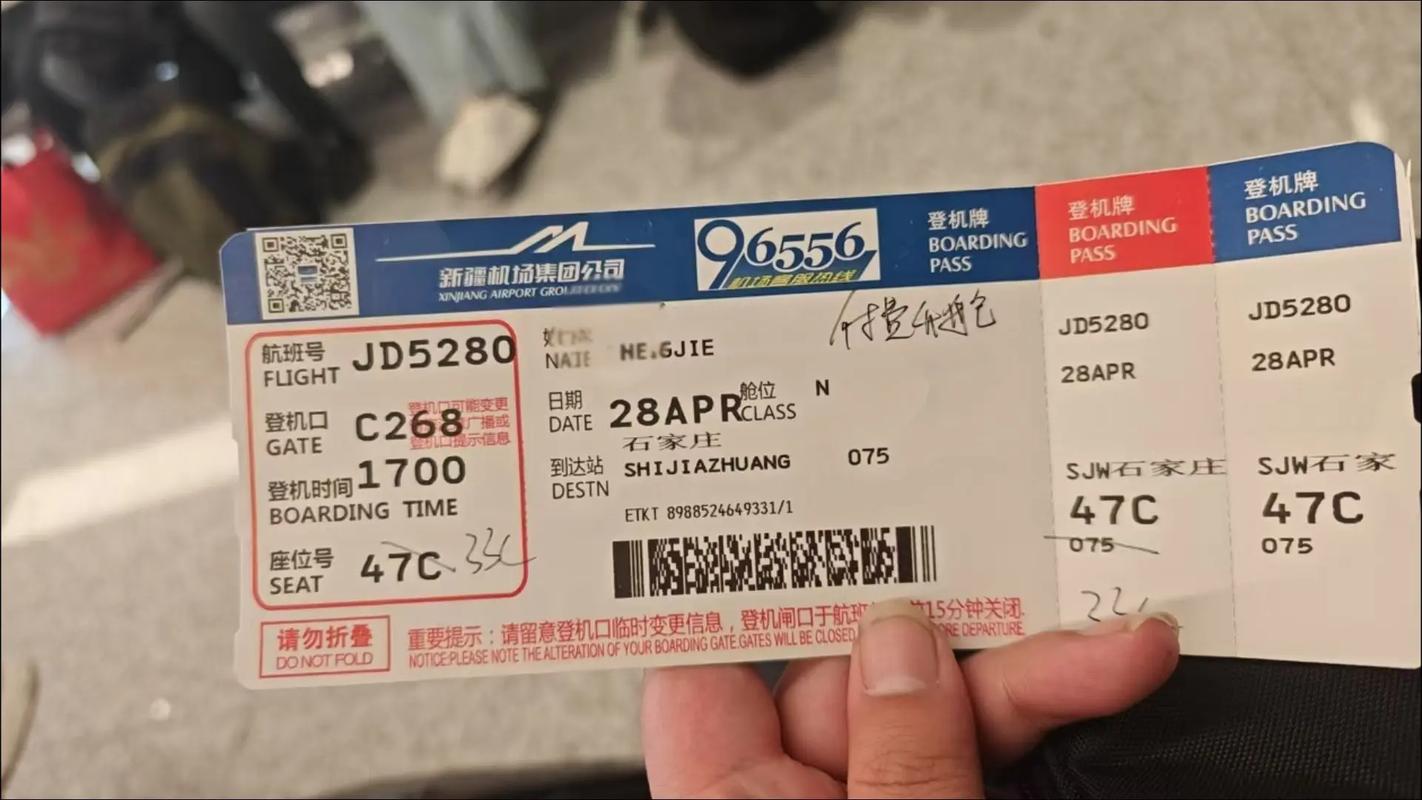 新疆机场集团公司
XINJIANG AIRPORT
96556
机场客服热线
登机牌
BOARDING
PASS
航班号 JD5280
FLIGHT
登机口 C268
GATE
登机口可能变更
广播或
登机口提示信息
登机时间 1700
BOARDING TIME
座位号 47C 33C
SEAT
JIE
付费升舱
日期 28APR 舱位 N
DATE CLASS
石家庄
到达站 SHIJIAZHUANG 075
DESTN
ETKT 8988524649331/1
请勿折叠
DO NOT FOLD
重要提示：请留意登机口临时变更信息，登机闸口于航班 15分钟关闭.
NOTICE:PLEASE NOTE THE ALTERATION OF YOUR BOARDING GATE.GATES WILL BE CLOSED DEPARTURE.
登机牌
BOARDING
PASS
JD5280
28APR
SJW石家庄
47C
075
登机牌
BOARDING
PASS
JD5280
28APR
SJW石家
47C
075